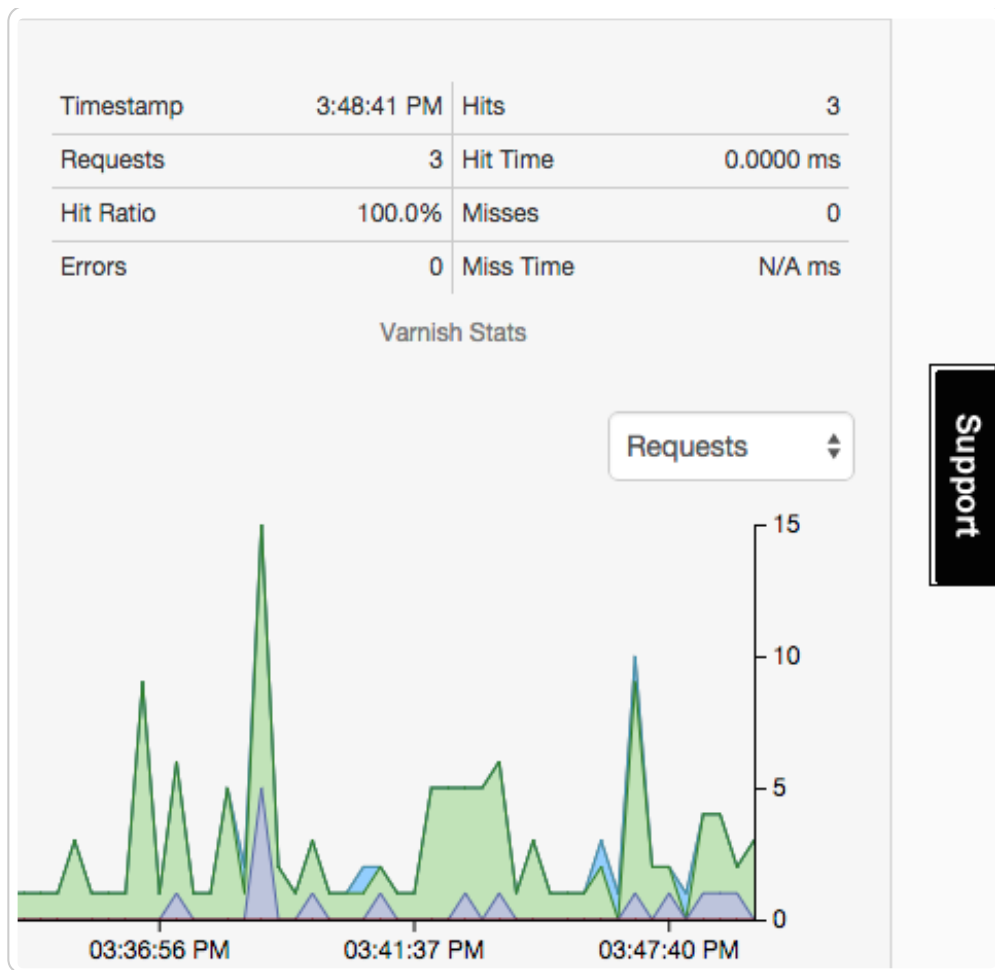 Timestamp 3:48:41 PM Hits 3
Requests 3 Hit Time 0.0000 ms
Hit Ratio 100.0% Misses 0
Errors 0 Miss Time N/A ms
Varnish Stats
Requests
Support
15
10
5
0
03:36:56 PM 03:41:37 PM 03:47:40 PM